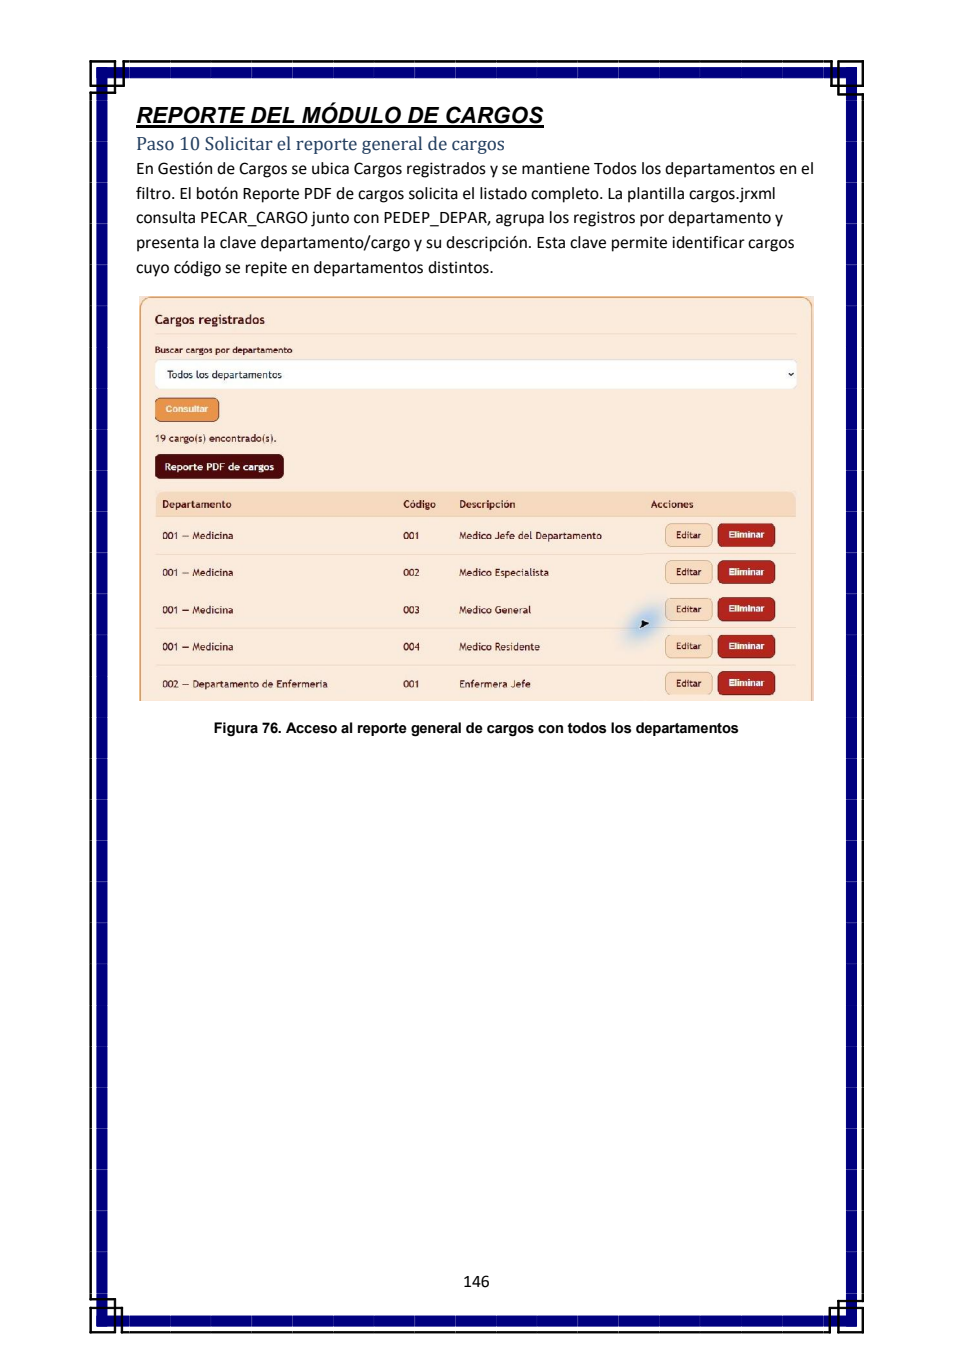 REPORTE DEL MÓDULO DE CARGOS
Paso 10 Solicitar el reporte general de cargos
En Gestión de Cargos se ubica Cargos registrados y se mantiene Todos los departamentos en el
filtro. El botón Reporte PDF de cargos solicita el listado completo. La plantilla cargos.jrxml
consulta PECAR_CARGO junto con PEDEP_DEPAR, agrupa los registros por departamento y
presenta la clave departamento/cargo y su descripción. Esta clave permite identificar cargos
cuyo código se repite en departamentos distintos.
Cargos registrados
Buscar cargos por departamento
Todos los departamentos
Consultar
19 cargo(s) encontrado(s).
Reporte PDF de cargos
Departamento Código Descripción Acciones
001 — Medicina 001 Medico Jefe del Departamento Editar Eliminar
001 — Medicina 002 Medico Especialista Editar Eliminar
001 — Medicina 003 Medico General Editar Eliminar
001 — Medicina 004 Medico Residente Editar Eliminar
002 — Departamento de Enfermeria 001 Enfermera Jefe Editar Eliminar
Figura 76. Acceso al reporte general de cargos con todos los departamentos
146